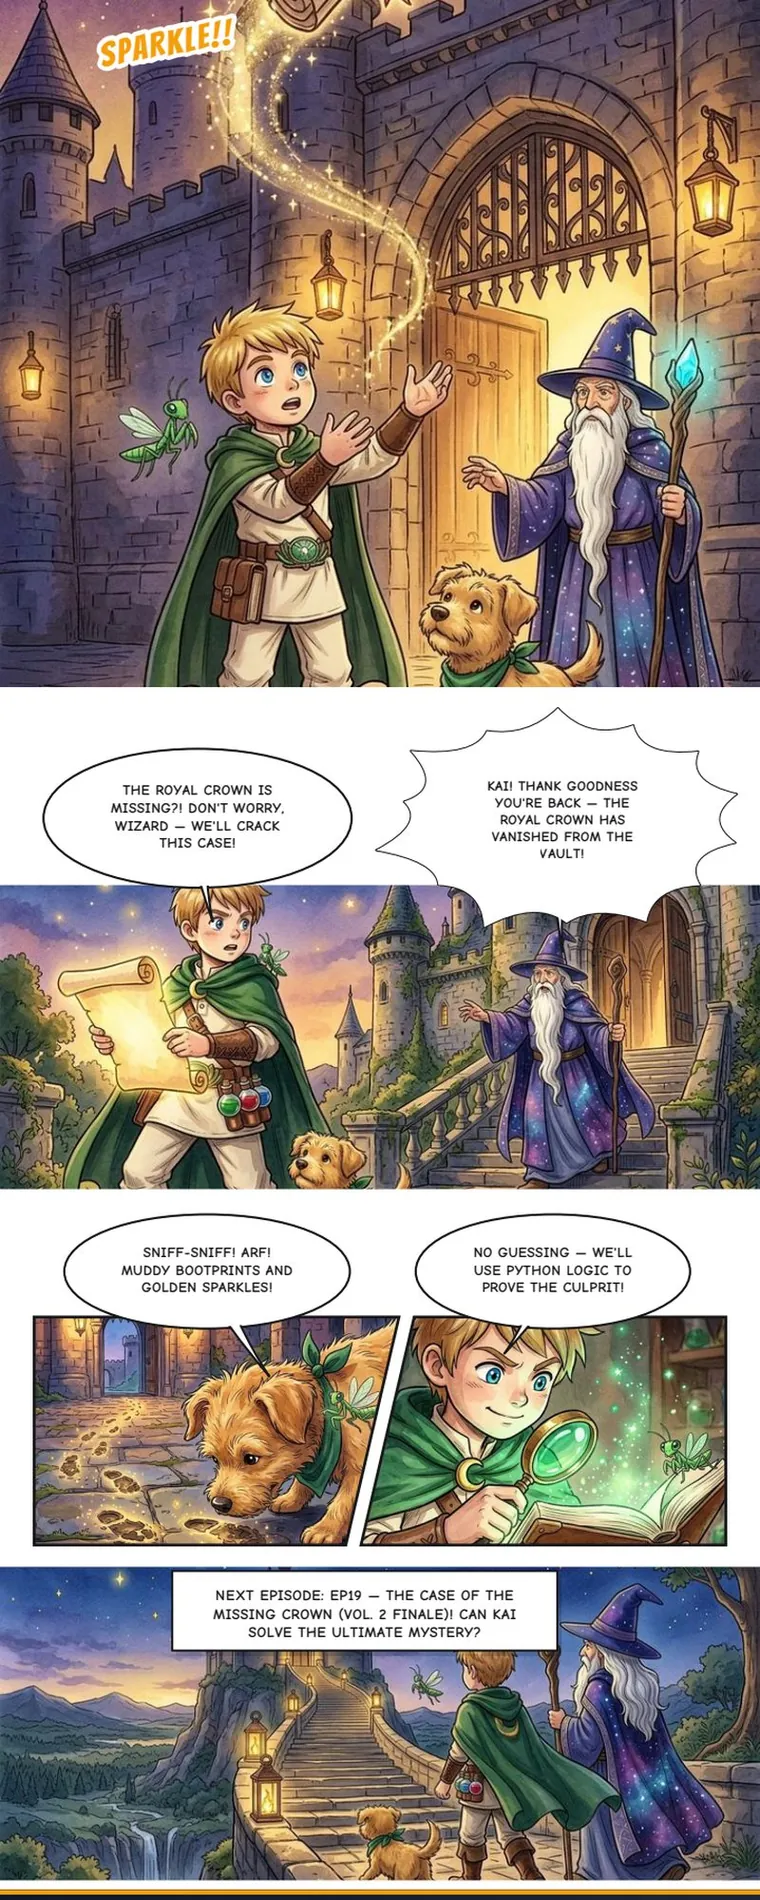 SPARKLE!!
THE ROYAL CROWN IS
MISSING?! DON'T WORRY,
WIZARD — WE'LL CRACK
THIS CASE!
KAI! THANK GOODNESS
YOU'RE BACK — THE
ROYAL CROWN HAS
VANISHED FROM THE
VAULT!
SNIFF-SNIFF! ARF!
MUDDY BOOTPRINTS AND
GOLDEN SPARKLES!
NO GUESSING — WE'LL
USE PYTHON LOGIC TO
PROVE THE CULPRIT!
NEXT EPISODE: EP19 — THE CASE OF THE
MISSING CROWN (VOL. 2 FINALE)! CAN KAI
SOLVE THE ULTIMATE MYSTERY?